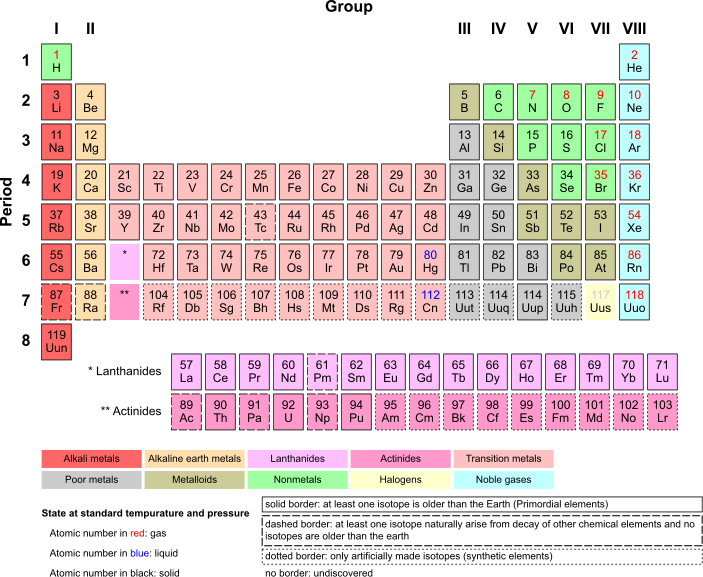 Group
I II III IV V VI VII VIII
Period
1 1 2
H He
2 3 4 5 6 7 8 9 10
Li Be B C N O F Ne
3 11 12 13 14 15 16 17 18
Na Mg Al Si P S Cl Ar
4 19 20 21 22 23 24 25 26 27 28 29 30 31 32 33 34 35 36
K Ca Sc Ti V Cr Mn Fe Co Ni Cu Zn Ga Ge As Se Br Kr
5 37 38 39 40 41 42 43 44 45 46 47 48 49 50 51 52 53 54
Rb Sr Y Zr Nb Mo Tc Ru Rh Pd Ag Cd In Sn Sb Te I Xe
6 55 56 * 72 73 74 75 76 77 78 79 80 81 82 83 84 85 86
Cs Ba Hf Ta W Re Os Ir Pt Au Hg Tl Pb Bi Po At Rn
7 87 88 ** 104 105 106 107 108 109 110 111 112 113 114 114 115 117 118
Fr Ra Rf Db Sg Bh Hs Mt Ds Rg Cn Uut Uuq Uup Uuh Uus Uuo
8 119
Uun
* Lanthanides 57 58 59 60 61 62 63 64 65 66 67 68 69 70 71
La Ce Pr Nd Pm Sm Eu Gd Tb Dy Ho Er Tm Yb Lu
** Actinides 89 90 91 92 93 94 95 96 97 98 99 100 101 102 103
Ac Th Pa U Np Pu Am Cm Bk Cf Es Fm Md No Lr
Alkali metals Alkaline earth metals Lanthanides Actinides Transition metals
Poor metals Metalloids Nonmetals Halogens Noble gases
State at standard tempurature and pressure
Atomic number in red: gas
Atomic number in blue: liquid
Atomic number in black: solid
solid border: at least one isotope is older than the Earth (Primordial elements)
dashed border: at least one isotope naturally arise from decay of other chemical elements and no
isotopes are older than the earth
dotted border: only artificially made isotopes (synthetic elements)
no border: undiscovered